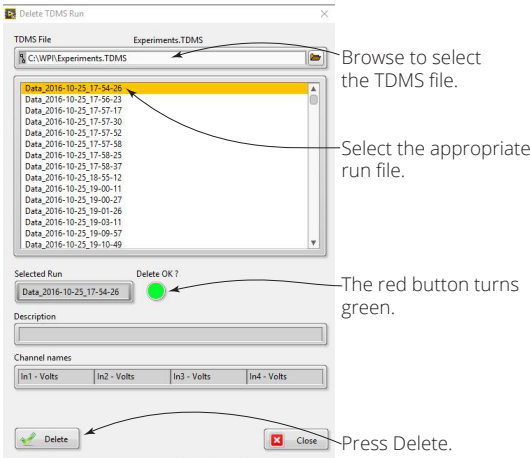 Delete TDMS Run
TDMS File Experiments.TDMS
C:\WPI\Experiments.TDMS
Browse to select
the TDMS file.
Data_2016-10-25_17-54-26
Data_2016-10-25_17-56-23
Data_2016-10-25_17-57-17
Data_2016-10-25_17-57-30
Data_2016-10-25_17-57-52
Data_2016-10-25_17-57-58
Data_2016-10-25_17-58-25
Data_2016-10-25_17-58-37
Data_2016-10-25_18-55-12
Data_2016-10-25_19-00-11
Data_2016-10-25_19-00-27
Data_2016-10-25_19-01-26
Data_2016-10-25_19-03-11
Data_2016-10-25_19-09-57
Data_2016-10-25_19-10-49
Select the appropriate
run file.
Selected Run Delete OK ?
Data_2016-10-25_17-54-26
The red button turns
green.
Description
Channel names
In1 - Volts In2 - Volts In3 - Volts In4 - Volts
Delete Close
Press Delete.